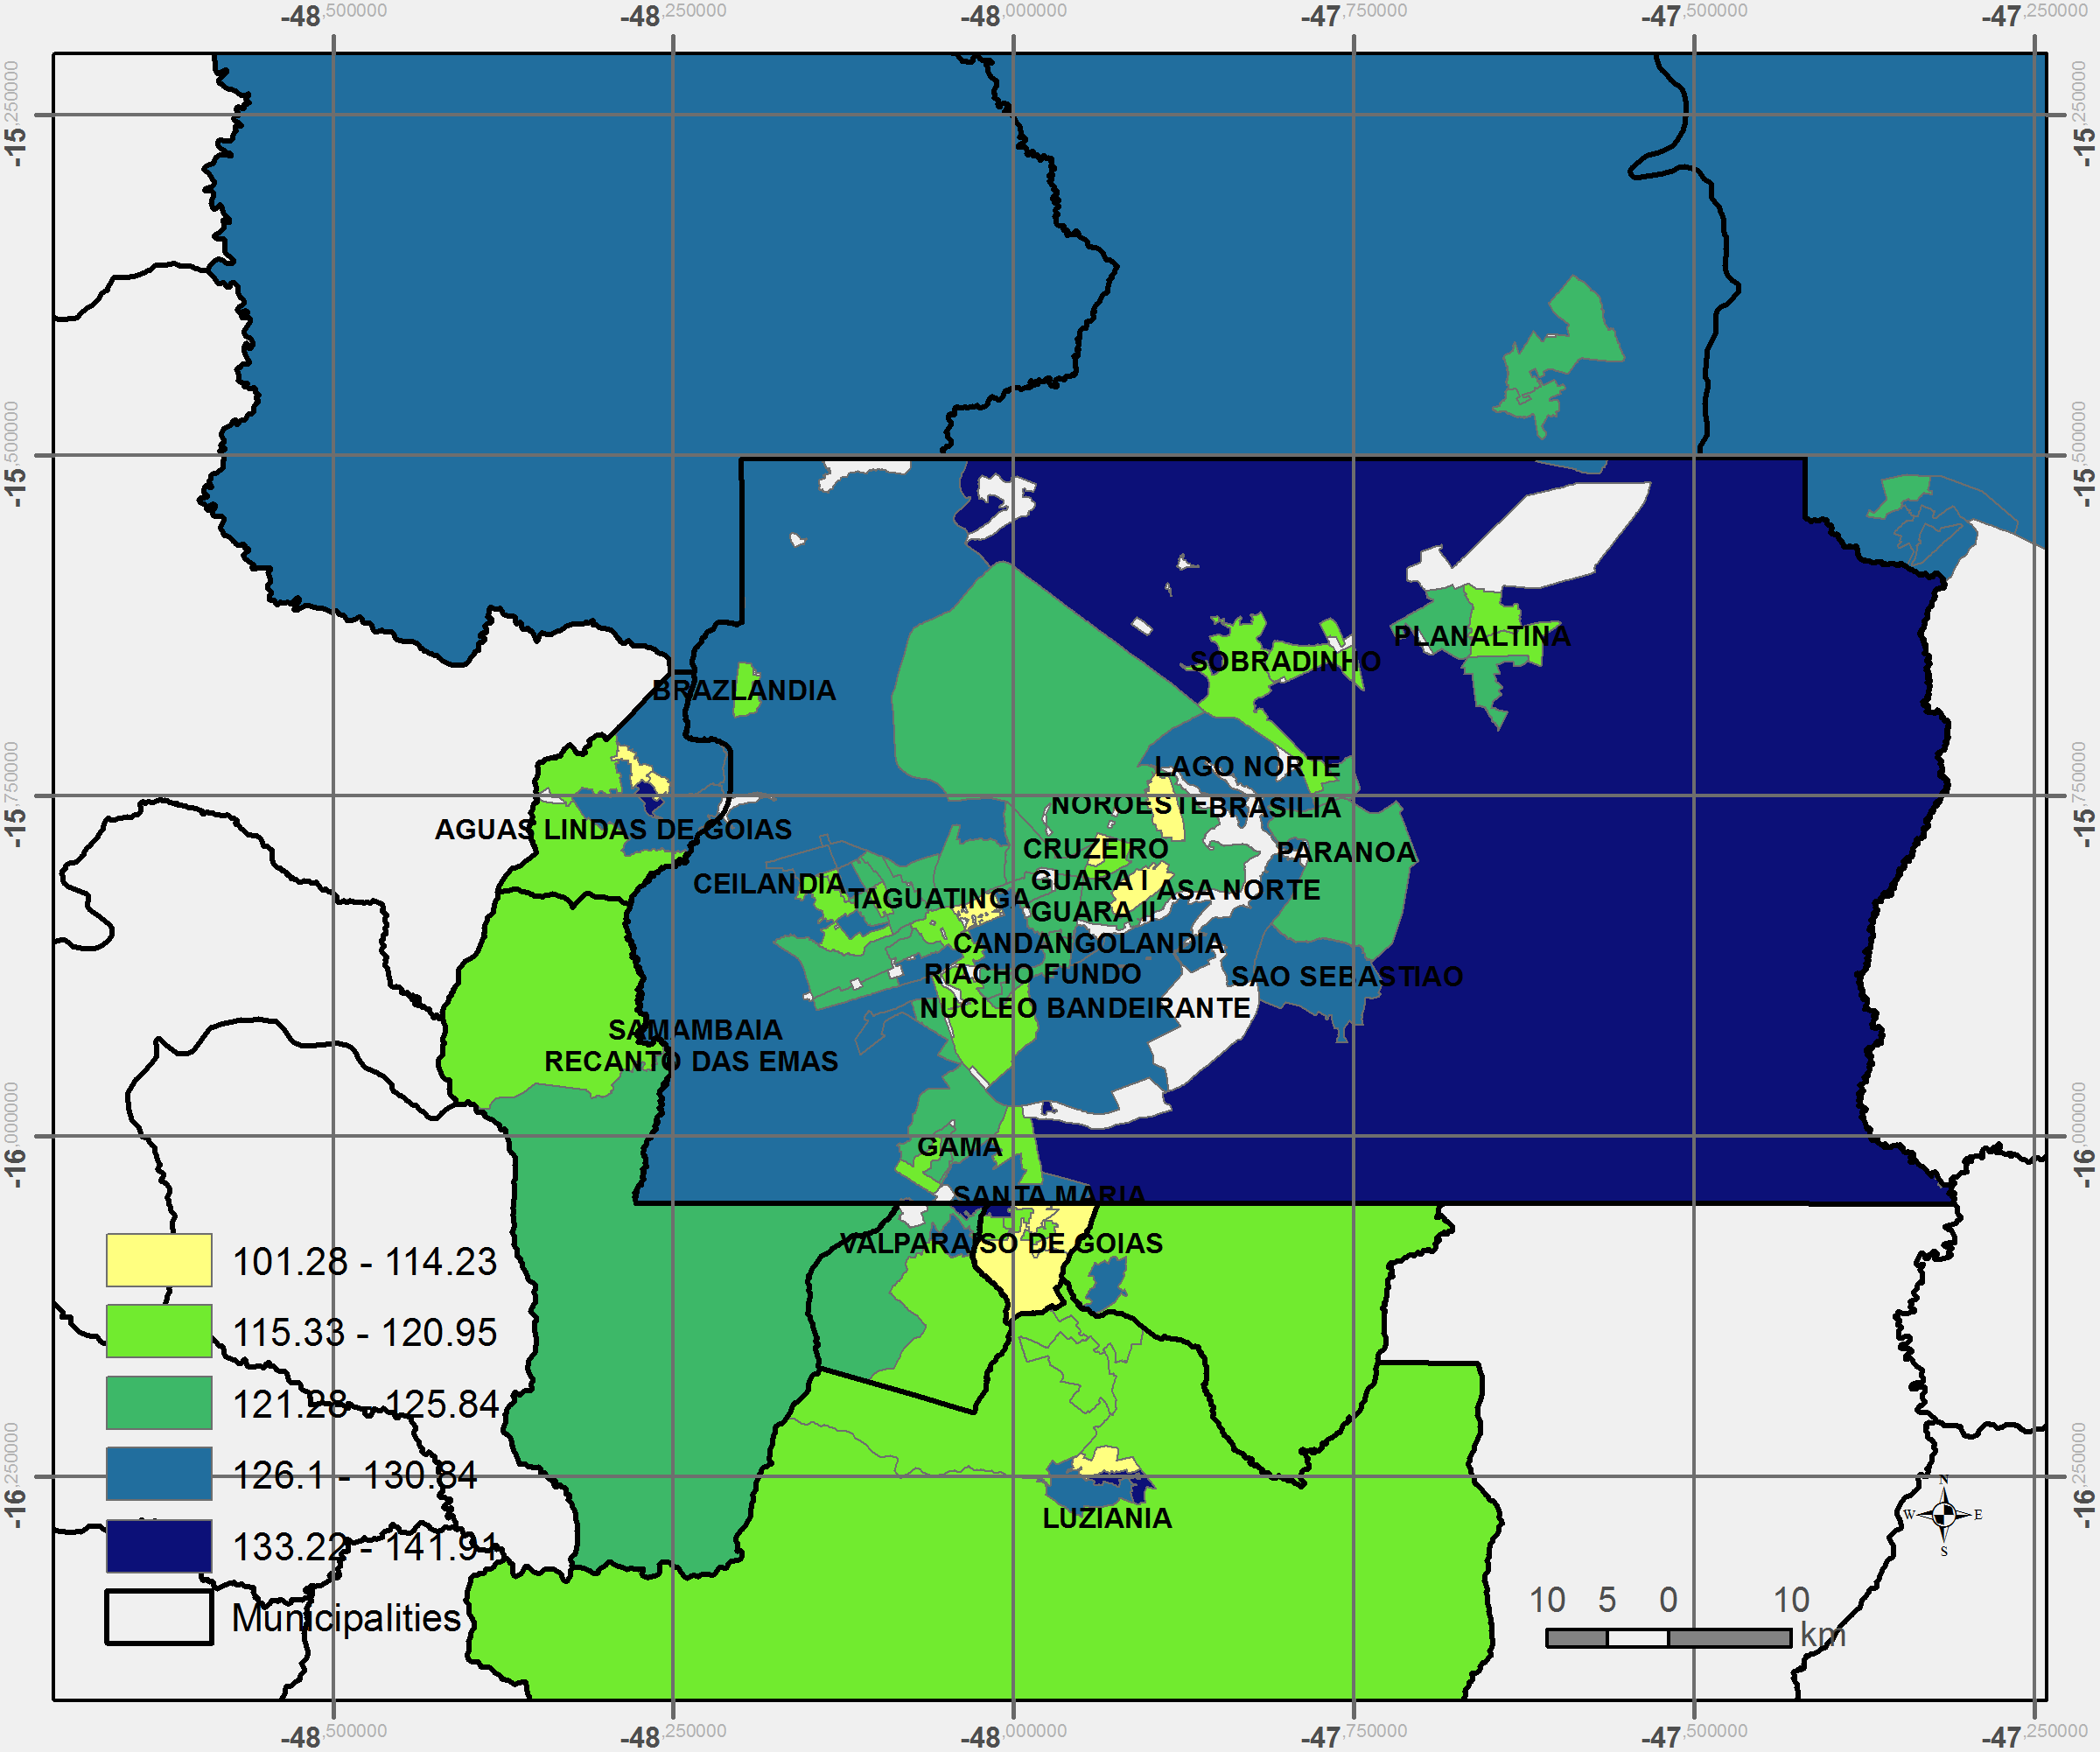 -48,500000 -48,250000 -48,000000 -47,750000 -47,500000 -47,250000
-15,250000 -15,250000
-15,500000 -15,500000
PLANALTINA
SOBRADINHO
BRAZLANDIA
LAGO NORTE
-15,750000 -15,750000
NOROESTE BRASILIA
AGUAS LINDAS DE GOIAS
CRUZEIRO PARANOA
CEILANDIA GUARA I ASA NORTE
TAGUATINGA
GUARA II
CANDANGOLANDIA
RIACHO FUNDO SAO SEBASTIAO
NUCLEO BANDEIRANTE
SAMAMBAIA
RECANTO DAS EMAS
-16,000000 -16,000000
GAMA
SANTA MARIA
VALPARAISO DE GOIAS
101.28 - 114.23
115.33 - 120.95
121.28 - 125.84
126.1 - 130.84
133.22 - 141.91
Municipalities
-16,250000 -16,250000
LUZIANIA
N
W E
S
10 5 0 10
km
-48,500000 -48,250000 -48,000000 -47,750000 -47,500000 -47,250000